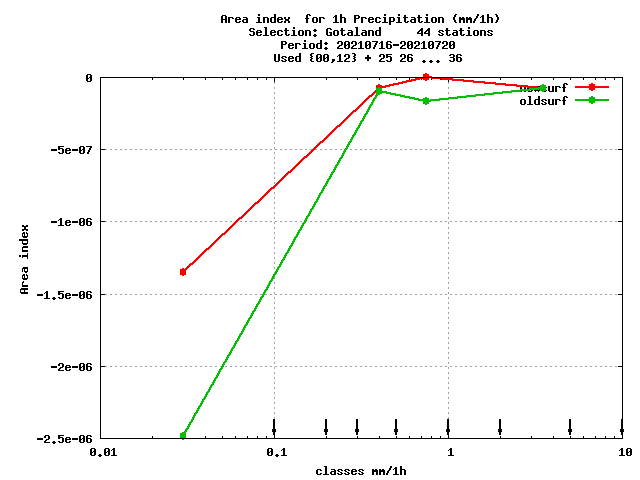 Area index  for 1h Precipitation (mm/1h)
Selection: Gotaland     44 stations
Period: 20210716-20210720
Used {00,12} + 25 26 ... 36
0
-5e-07
-1e-06
-1.5e-06
-2e-06
-2.5e-06
Area index
newsurf
oldsurf
0.01
0.1
1
10
classes mm/1h